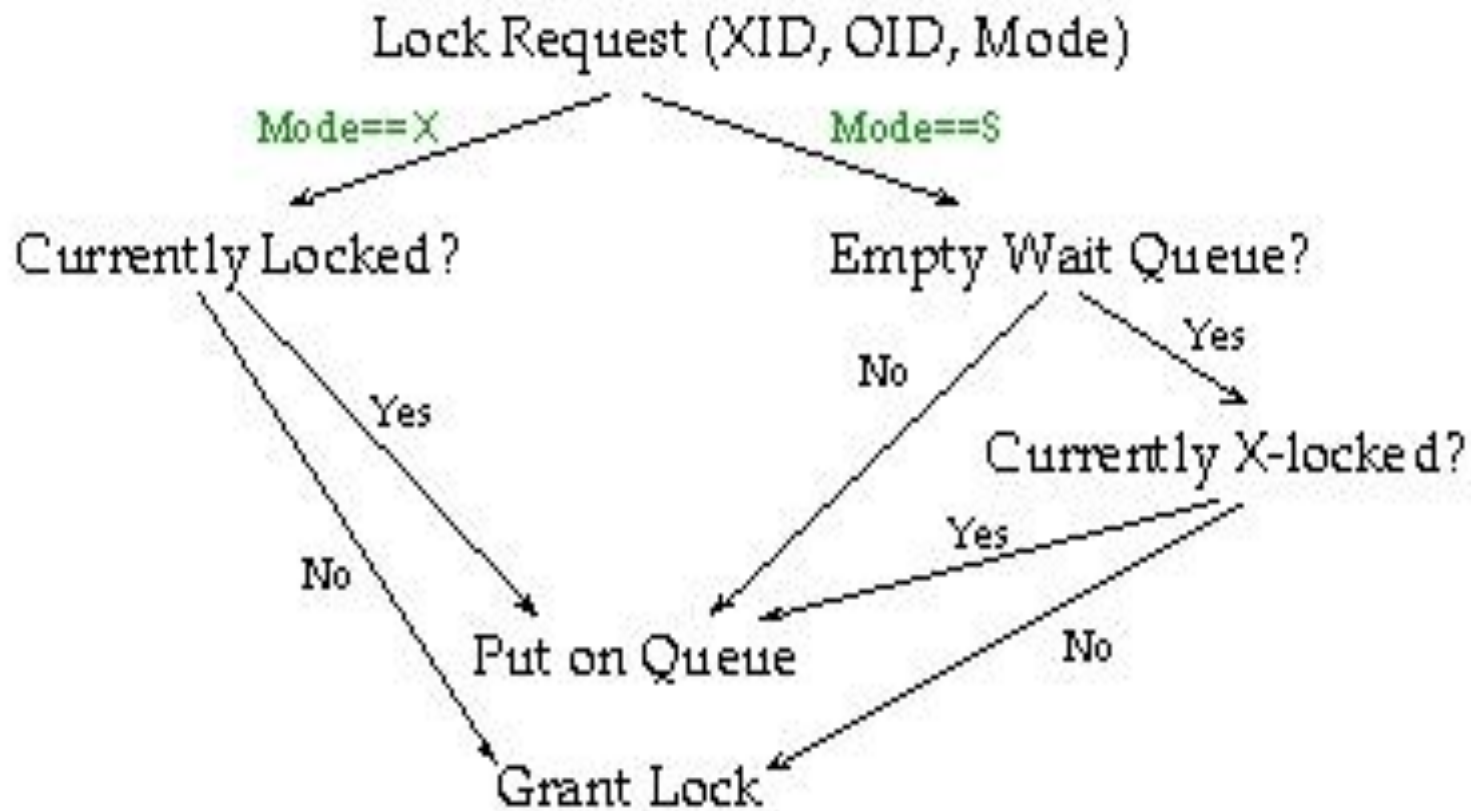 Lock Request (XID, OID, Mode)
Mode==X
Mode==S
Currently Locked?
Empty Wait Queue?
Yes
No
Yes
Currently X-locked?
Yes
No
Put on Queue
No
Grant Lock